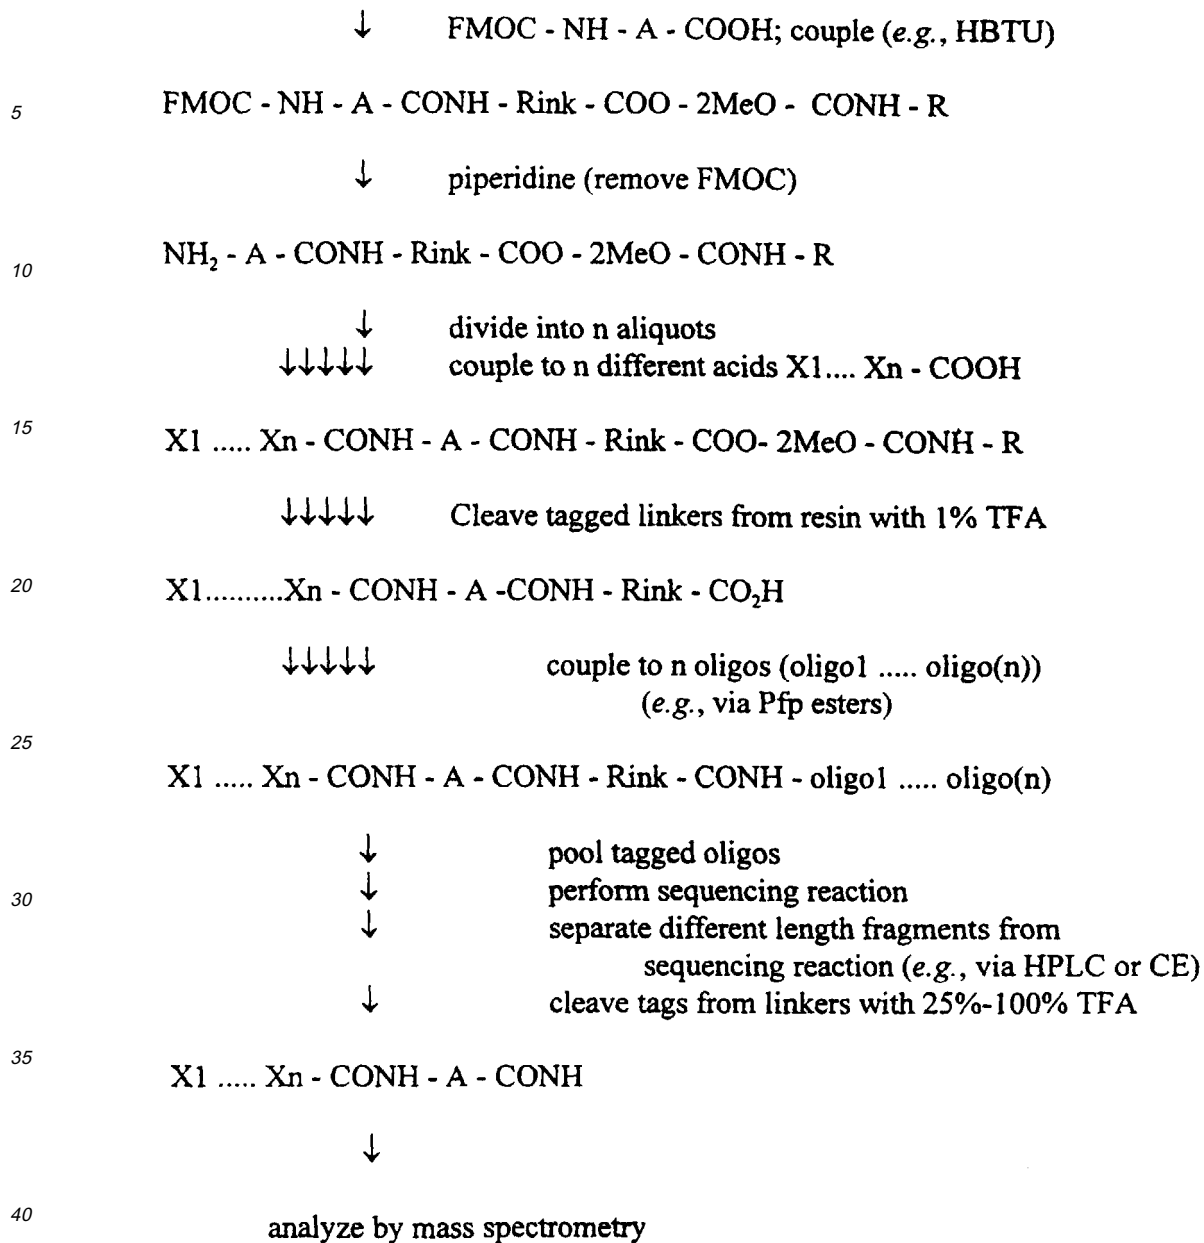 ↓ FMOC - NH - A - COOH; couple (e.g., HBTU)
5 FMOC - NH - A - CONH - Rink - COO - 2MeO - CONH - R
↓ piperidine (remove FMOC)
10 NH₂ - A - CONH - Rink - COO - 2MeO - CONH - R
↓ divide into n aliquots
↓↓↓↓↓ couple to n different acids X1.... Xn - COOH
15 X1 ..... Xn - CONH - A - CONH - Rink - COO- 2MeO - CONH - R
↓↓↓↓↓ Cleave tagged linkers from resin with 1% TFA
20 X1..........Xn - CONH - A -CONH - Rink - CO₂H
↓↓↓↓↓ couple to n oligos (oligo1 ..... oligo(n))
(e.g., via Pfp esters)
25
X1 ..... Xn - CONH - A - CONH - Rink - CONH - oligo1 ..... oligo(n)
↓ pool tagged oligos
30 ↓ perform sequencing reaction
↓ separate different length fragments from
sequencing reaction (e.g., via HPLC or CE)
↓ cleave tags from linkers with 25%-100% TFA
35
X1 ..... Xn - CONH - A - CONH
↓
40 analyze by mass spectrometry